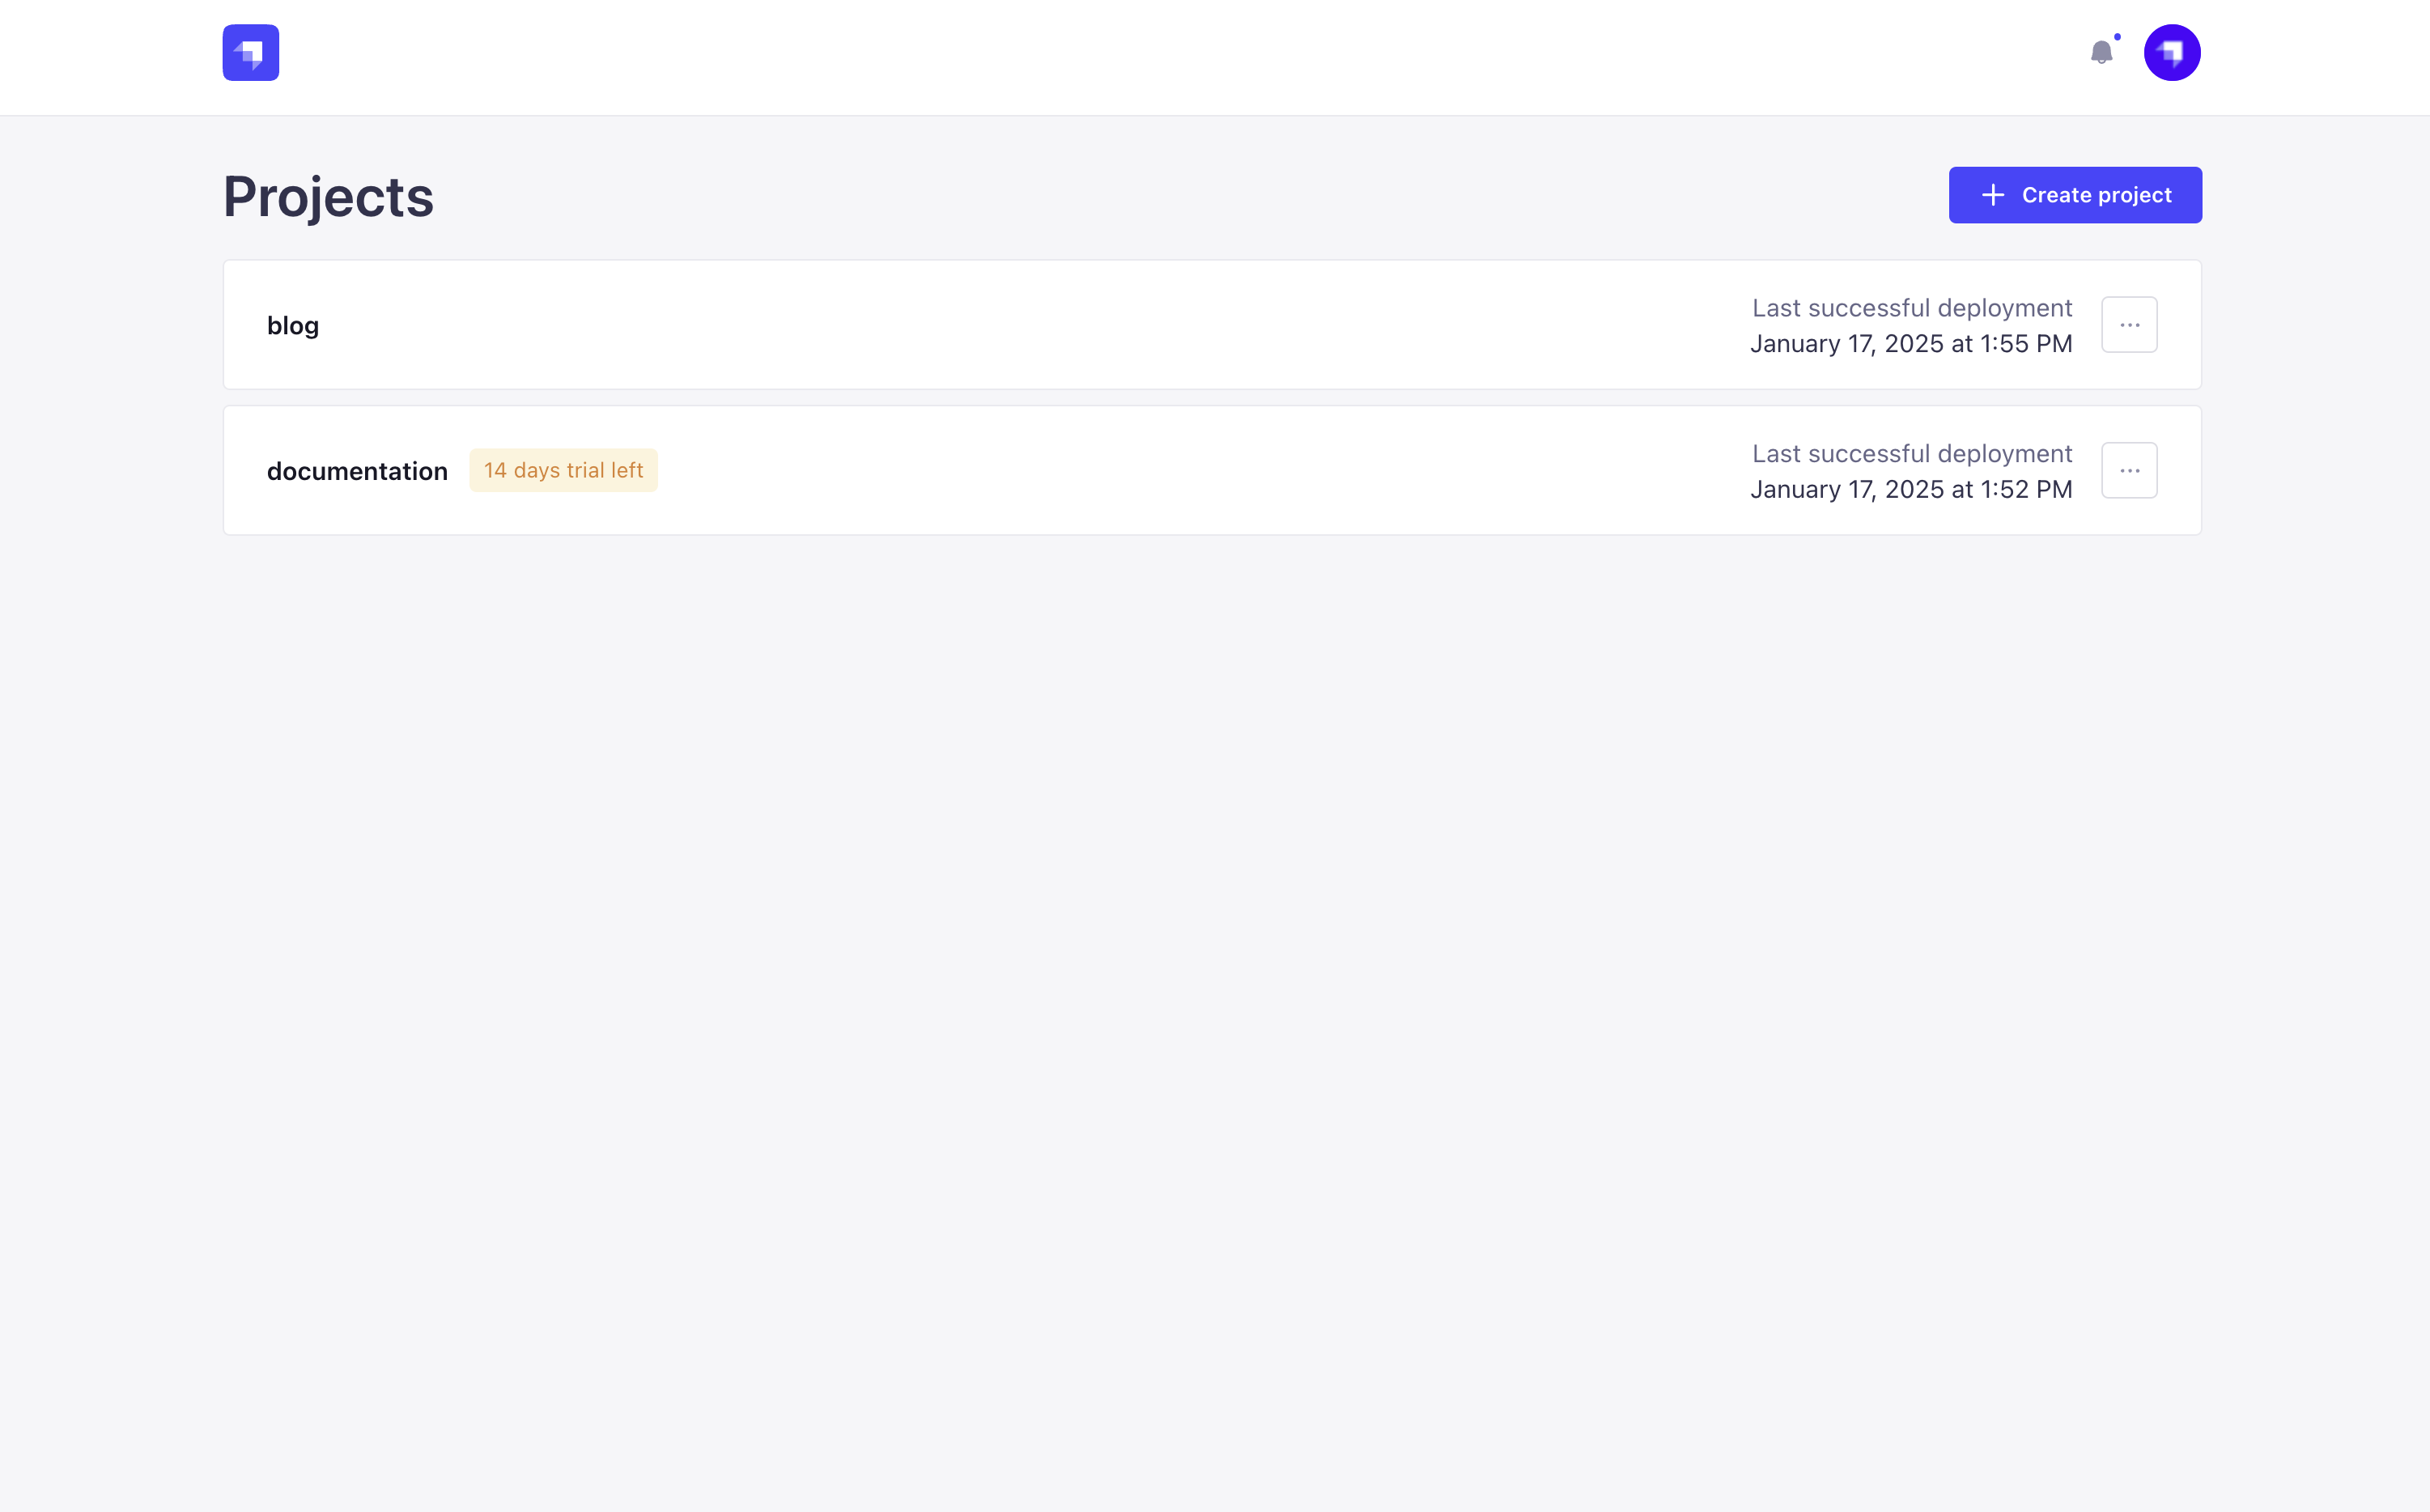 Projects
Create project
blog
Last successful deployment
January 17, 2025 at 1:55 PM
documentation
14 days trial left
Last successful deployment
January 17, 2025 at 1:52 PM